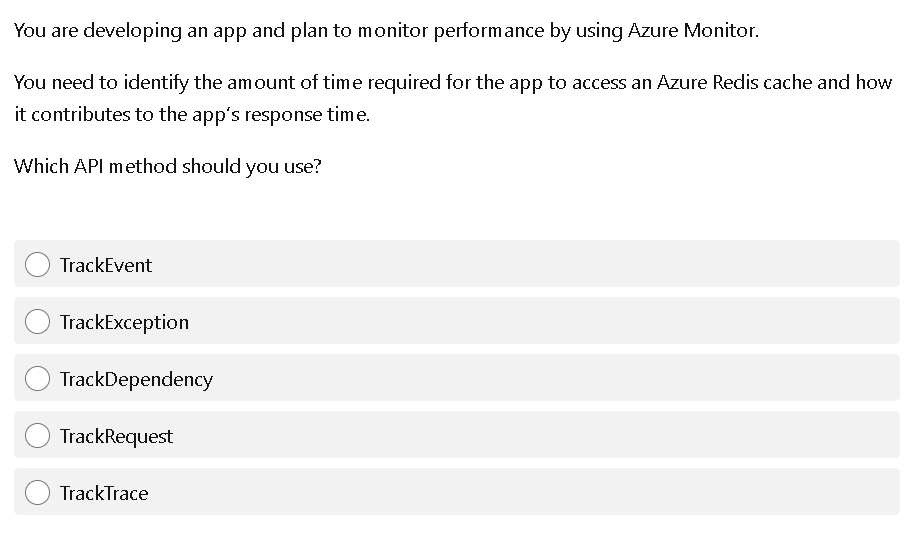 You are developing an app and plan to monitor performance by using Azure Monitor.
You need to identify the amount of time required for the app to access an Azure Redis cache and how
it contributes to the app's response time.
Which API method should you use?
TrackEvent
TrackException
TrackDependency
TrackRequest
TrackTrace